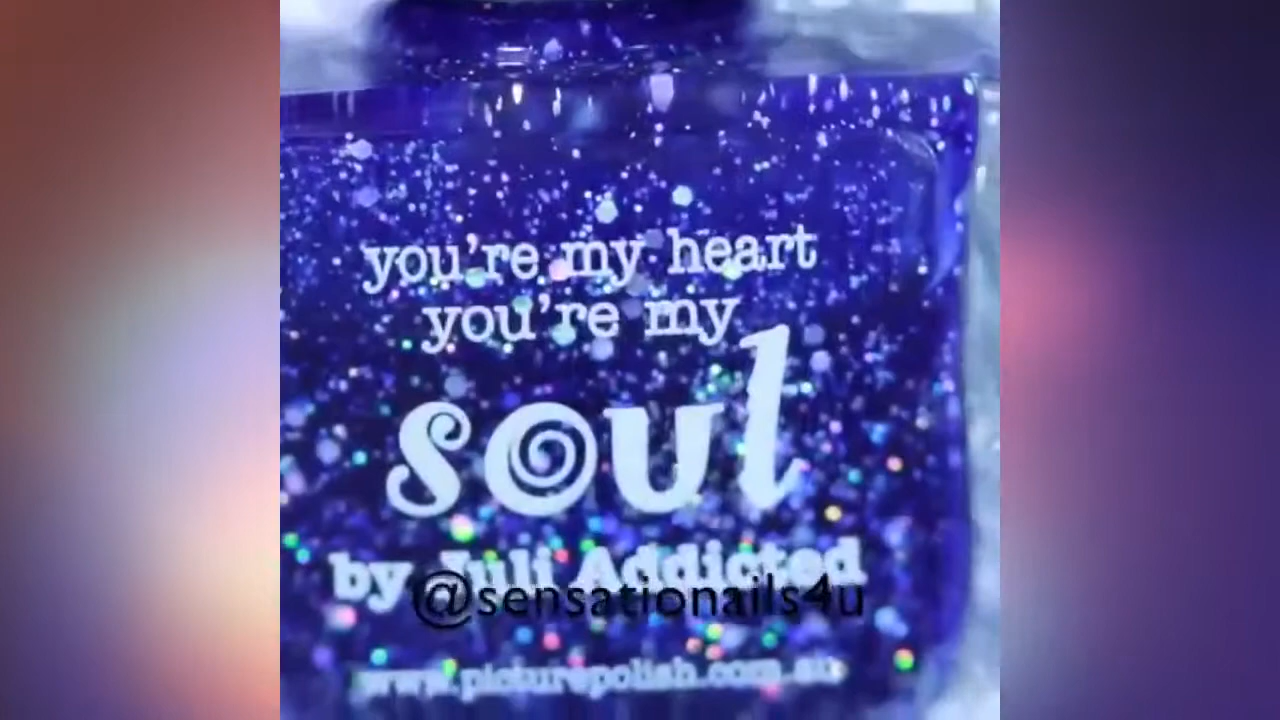 you're my heart
you're my
soul
by Juli Addicted
@sensationails4u
www.picturepolish.com.au